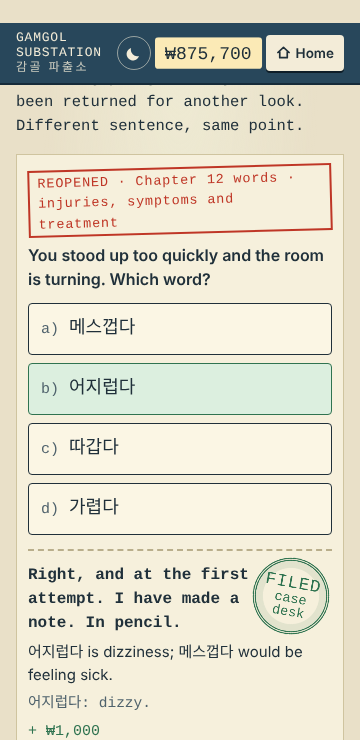 GAMGOL
SUBSTATION
감골 파출소
₩875,700
Home
been returned for another look.
Different sentence, same point.
REOPENED · Chapter 12 words ·
injuries, symptoms and
treatment
You stood up too quickly and the room
is turning. Which word?
a) 메스껍다
b) 어지럽다
c) 따갑다
d) 가렵다
Right, and at the first
attempt. I have made a
note. In pencil.
FILED
case
desk
어지럽다 is dizziness; 메스껍다 would be
feeling sick.
어지럽다: dizzy.
+ ₩1,000